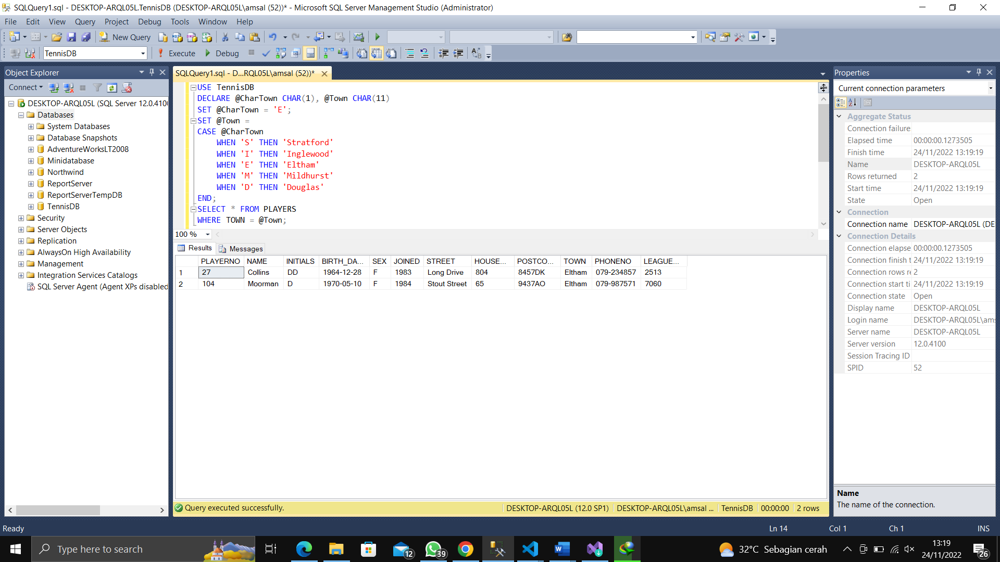 SQLQuery1.sql - DESKTOP-ARQL05L.TennisDB (DESKTOP-ARQL05L\amsal (52))* - Microsoft SQL Server Management Studio (Administrator)
File Edit View Query Project Debug Tools Window Help
New Query
TennisDB Execute Debug
Object Explorer
Connect
DESKTOP-ARQL05L (SQL Server 12.0.4100
Databases
System Databases
Database Snapshots
AdventureWorksLT2008
Minidatabase
Northwind
ReportServer
ReportServerTempDB
TennisDB
Security
Server Objects
Replication
AlwaysOn High Availability
Management
Integration Services Catalogs
SQL Server Agent (Agent XPs disabled
SQLQuery1.sql - D...RQL05L\amsal (52))*
USE TennisDB
DECLARE @CharTown CHAR(1), @Town CHAR(11)
SET @CharTown = 'E';
SET @Town =
CASE @CharTown
WHEN 'S' THEN 'Stratford'
WHEN 'I' THEN 'Inglewood'
WHEN 'E' THEN 'Eltham'
WHEN 'M' THEN 'Mildhurst'
WHEN 'D' THEN 'Douglas'
END;
SELECT * FROM PLAYERS
WHERE TOWN = @Town;
100 %
Results Messages
PLAYERNO NAME INITIALS BIRTH_DA... SEX JOINED STREET HOUSE... POSTCO... TOWN PHONENO LEAGUE...
1 27 Collins DD 1964-12-28 F 1983 Long Drive 804 8457DK Eltham 079-234857 2513
2 104 Moorman D 1970-05-10 F 1984 Stout Street 65 9437AO Eltham 079-987571 7060
Query executed successfully. DESKTOP-ARQL05L (12.0 SP1) DESKTOP-ARQL05L\amsal ... TennisDB 00:00:00 2 rows
Properties
Current connection parameters
Aggregate Status
Connection failure
Elapsed time 00:00:00.1273505
Finish time 24/11/2022 13:19:19
Name DESKTOP-ARQL05L
Rows returned 2
Start time 24/11/2022 13:19:19
State Open
Connection
Connection name DESKTOP-ARQL05L (DE
Connection Details
Connection elapse 00:00:00.1273505
Connection finish t 24/11/2022 13:19:19
Connection rows re 2
Connection start ti 24/11/2022 13:19:19
Connection state Open
Display name DESKTOP-ARQL05L
Login name DESKTOP-ARQL05L\ams
Server name DESKTOP-ARQL05L
Server version 12.0.4100
Session Tracing ID
SPID 52
Name
The name of the connection.
Ready Ln 14 Col 1 Ch 1 INS
Type here to search 12 39 32°C Sebagian cerah 13:19
24/11/2022 26